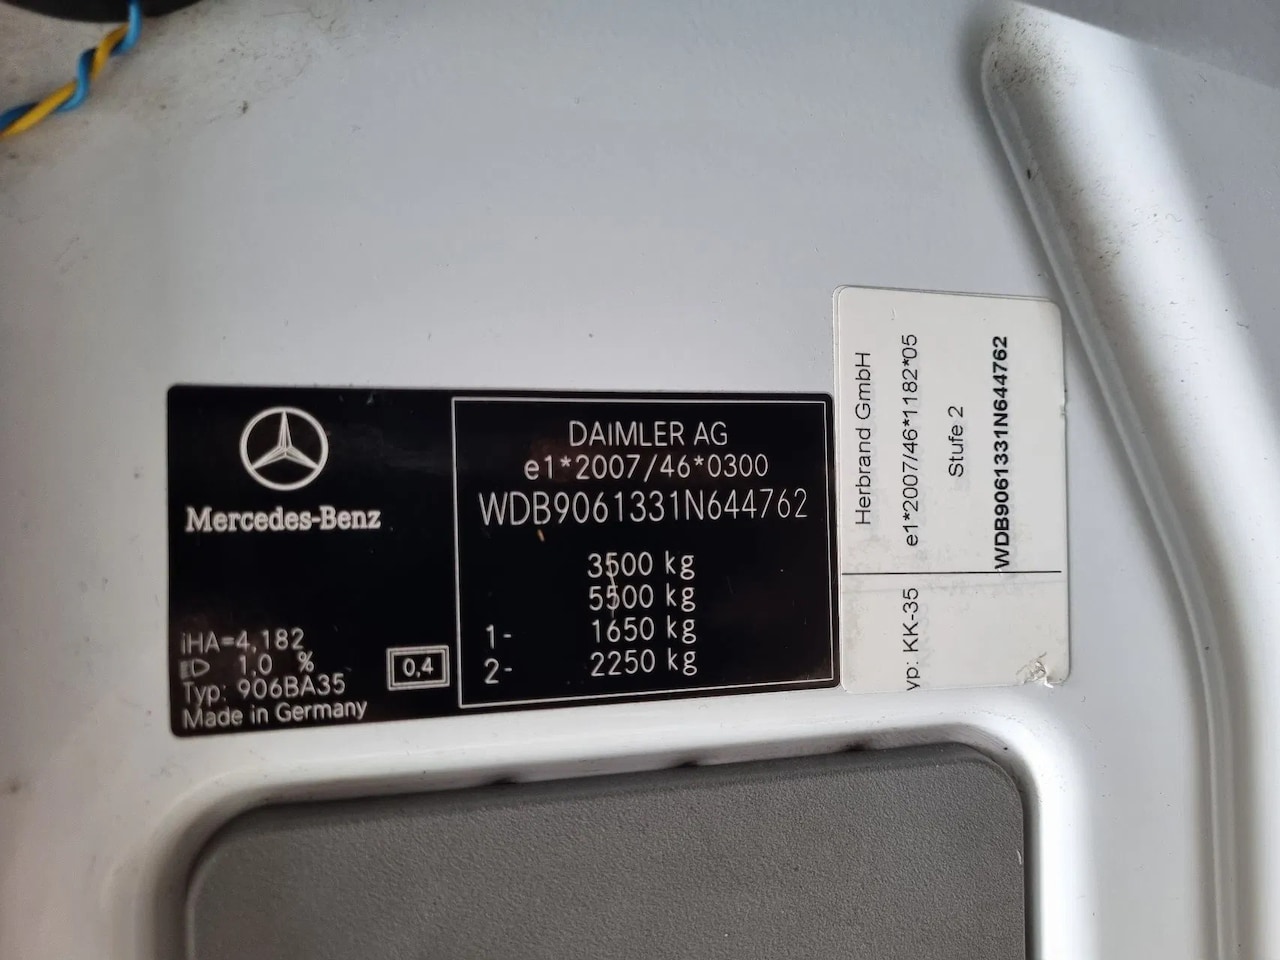 Mercedes-Benz
iHA=4,182
1,0 %
Typ: 906BA35
Made in Germany
0,4
DAIMLER AG
e1*2007/46*0300
WDB9061331N644762
3500 kg
5500 kg
1- 1650 kg
2- 2250 kg
Herbrand GmbH
e1*2007/46*1182*05
Stufe 2
WDB9061331N644762
yp: KK-35